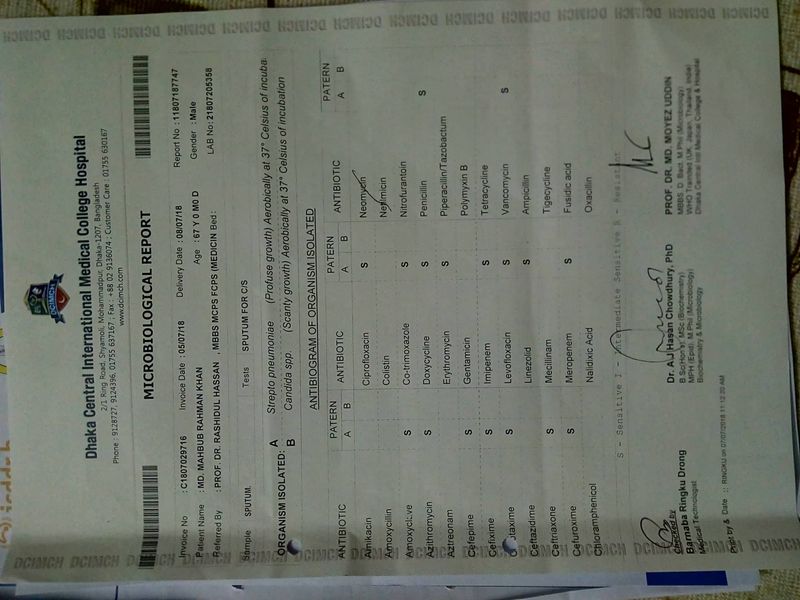 DCIMCH DCIMCH DCIMCH DCIMCH DCIMCH DCIMCH
DCIMCH
Dhaka Central International Medical College Hospital
2/1 Ring Road, Shyamoli, Mohammadpur, Dhaka-1207, Bangladesh
Phone : 9128727, 9124396, 01755 637167 ; Fax : +88 02 9136074 ; Customer Care : 01755 630167
www.dcimch.com
MICROBIOLOGICAL REPORT
Invoice No : C1807029716 Invoice Date : 05/07/18 Delivery Date : 08/07/18 Report No : 11807187747
Patient Name : MD. MAHBUB RAHMAN KHAN Age : 67 Y 0 M 0 D Gender : Male
Referred By : PROF. DR. RASHIDUL HASSAN , MBBS MCPS FCPS (MEDICIN Bed : LAB No: 21807205358
Sample SPUTUM. Tests SPUTUM FOR C/S
ORGANISM ISOLATED: A Strepto pneumoniae (Profuse growth) Aerobically at 37° Celsius of incuba
B Candida spp. (Scanty growth) Aerobically at 37° Celsius of incubation
ANTIBIOGRAM OF ORGANISM ISOLATED
ANTIBIOTIC PATERN A B ANTIBIOTIC PATERN A B ANTIBIOTIC PATERN A B
Amikacin Ciprofloxacin S Neomycin
Amoxycilin Colistin Netilmicin
Amoxyclave S Co-trimoxazole S Nitrofurantoin
Azithromycin S Doxycycline S Penicillin S
Aztreonam Erythromycin S Piperacillin/Tazobactum
Cefepime S Gentamicin Polymyxin B
Cefixime S Imipenem S Tetracycline
taxime S Levofloxacin S Vancomycin S
Ceftazidime Linezolid S Ampicillin
Ceftriaxone S Mecilinam Tigecycline
Cefuroxime S Meropenem S Fusidic acid
Chloramphenicol Nalidixic Acid Oxacillin
S - Sensitive I - Intermediate Sensitive R - Resistant
Checked by
Barnaba Ringku Drong
Medical Technologist
Dr. A J Hasan Chowdhury, PhD
B.Sc(Hon's), MSc (Biochemistry)
MPH (Epid), M.Phil (Microbiology)
Biochemistry & Microbiology
PROF. DR. MD. MOYEZ UDDIN
MBBS, D. Bact, M.Phil (Microbiology)
WHO Trainded (UK, Japan, Thailand, India)
Dhaka Central Intl Medical College & Hospital
Print by & Date :: RINGKU on 07/07/2018 11:12:20 AM
DCIMCH DCIMCH DCIMCH DCIMCH DCIMCH DCIMCH